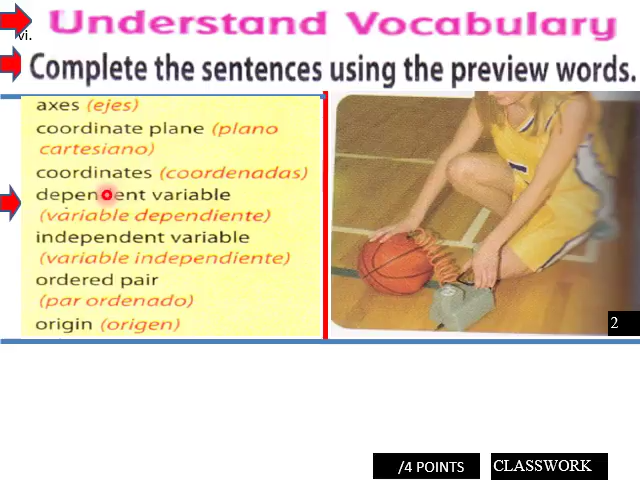 Understand Vocabulary
vi.
Complete the sentences using the preview words.
axes (ejes)
coordinate plane (plano
cartesiano)
coordinates (coordenadas)
dependent variable
(variable dependiente)
independent variable
(variable independiente)
ordered pair
(par ordenado)
origin (origen)
2
/4 POINTS
CLASSWORK